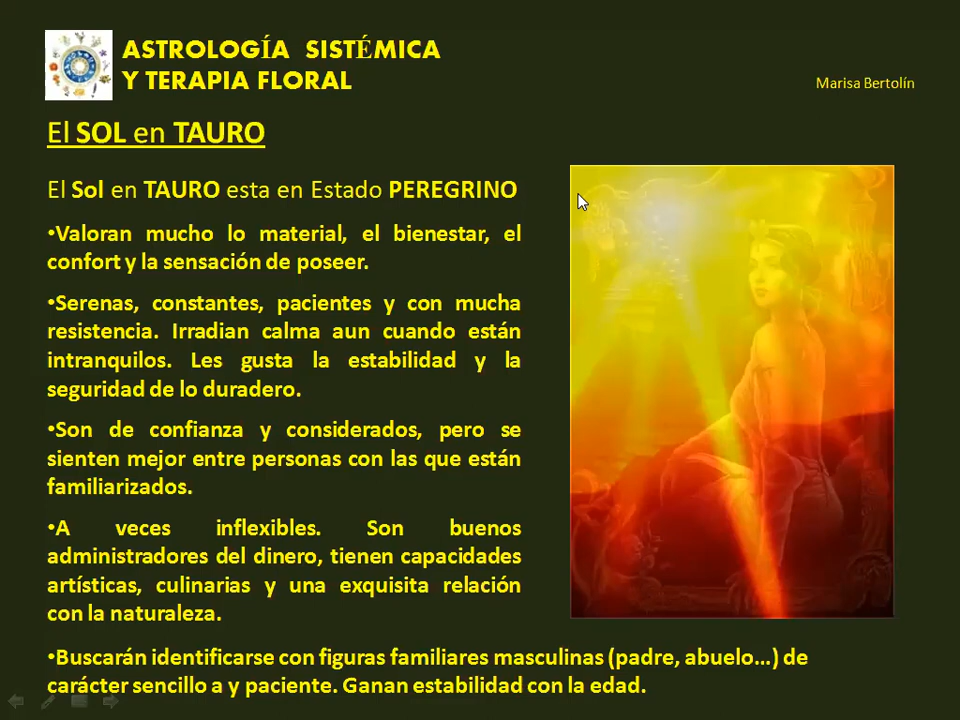 ASTROLOGÍA SISTÉMICA
Y TERAPIA FLORAL
Marisa Bertolín
El SOL en TAURO
El Sol en TAURO esta en Estado PEREGRINO
•Valoran mucho lo material, el bienestar, el
confort y la sensación de poseer.
•Serenas, constantes, pacientes y con mucha
resistencia. Irradian calma aun cuando están
intranquilos. Les gusta la estabilidad y la
seguridad de lo duradero.
•Son de confianza y considerados, pero se
sienten mejor entre personas con las que están
familiarizados.
•A veces inflexibles. Son buenos
administradores del dinero, tienen capacidades
artísticas, culinarias y una exquisita relación
con la naturaleza.
•Buscarán identificarse con figuras familiares masculinas (padre, abuelo...) de
carácter sencillo a y paciente. Ganan estabilidad con la edad.